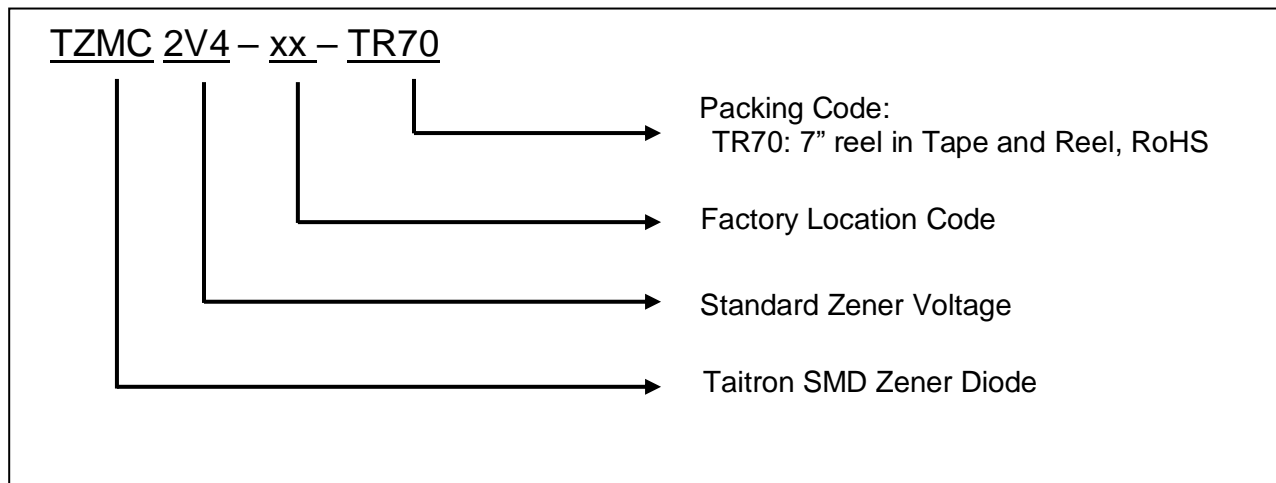 TZMC 2V4 – xx – TR70
Packing Code:
TR70: 7” reel in Tape and Reel, RoHS
Factory Location Code
Standard Zener Voltage
Taitron SMD Zener Diode